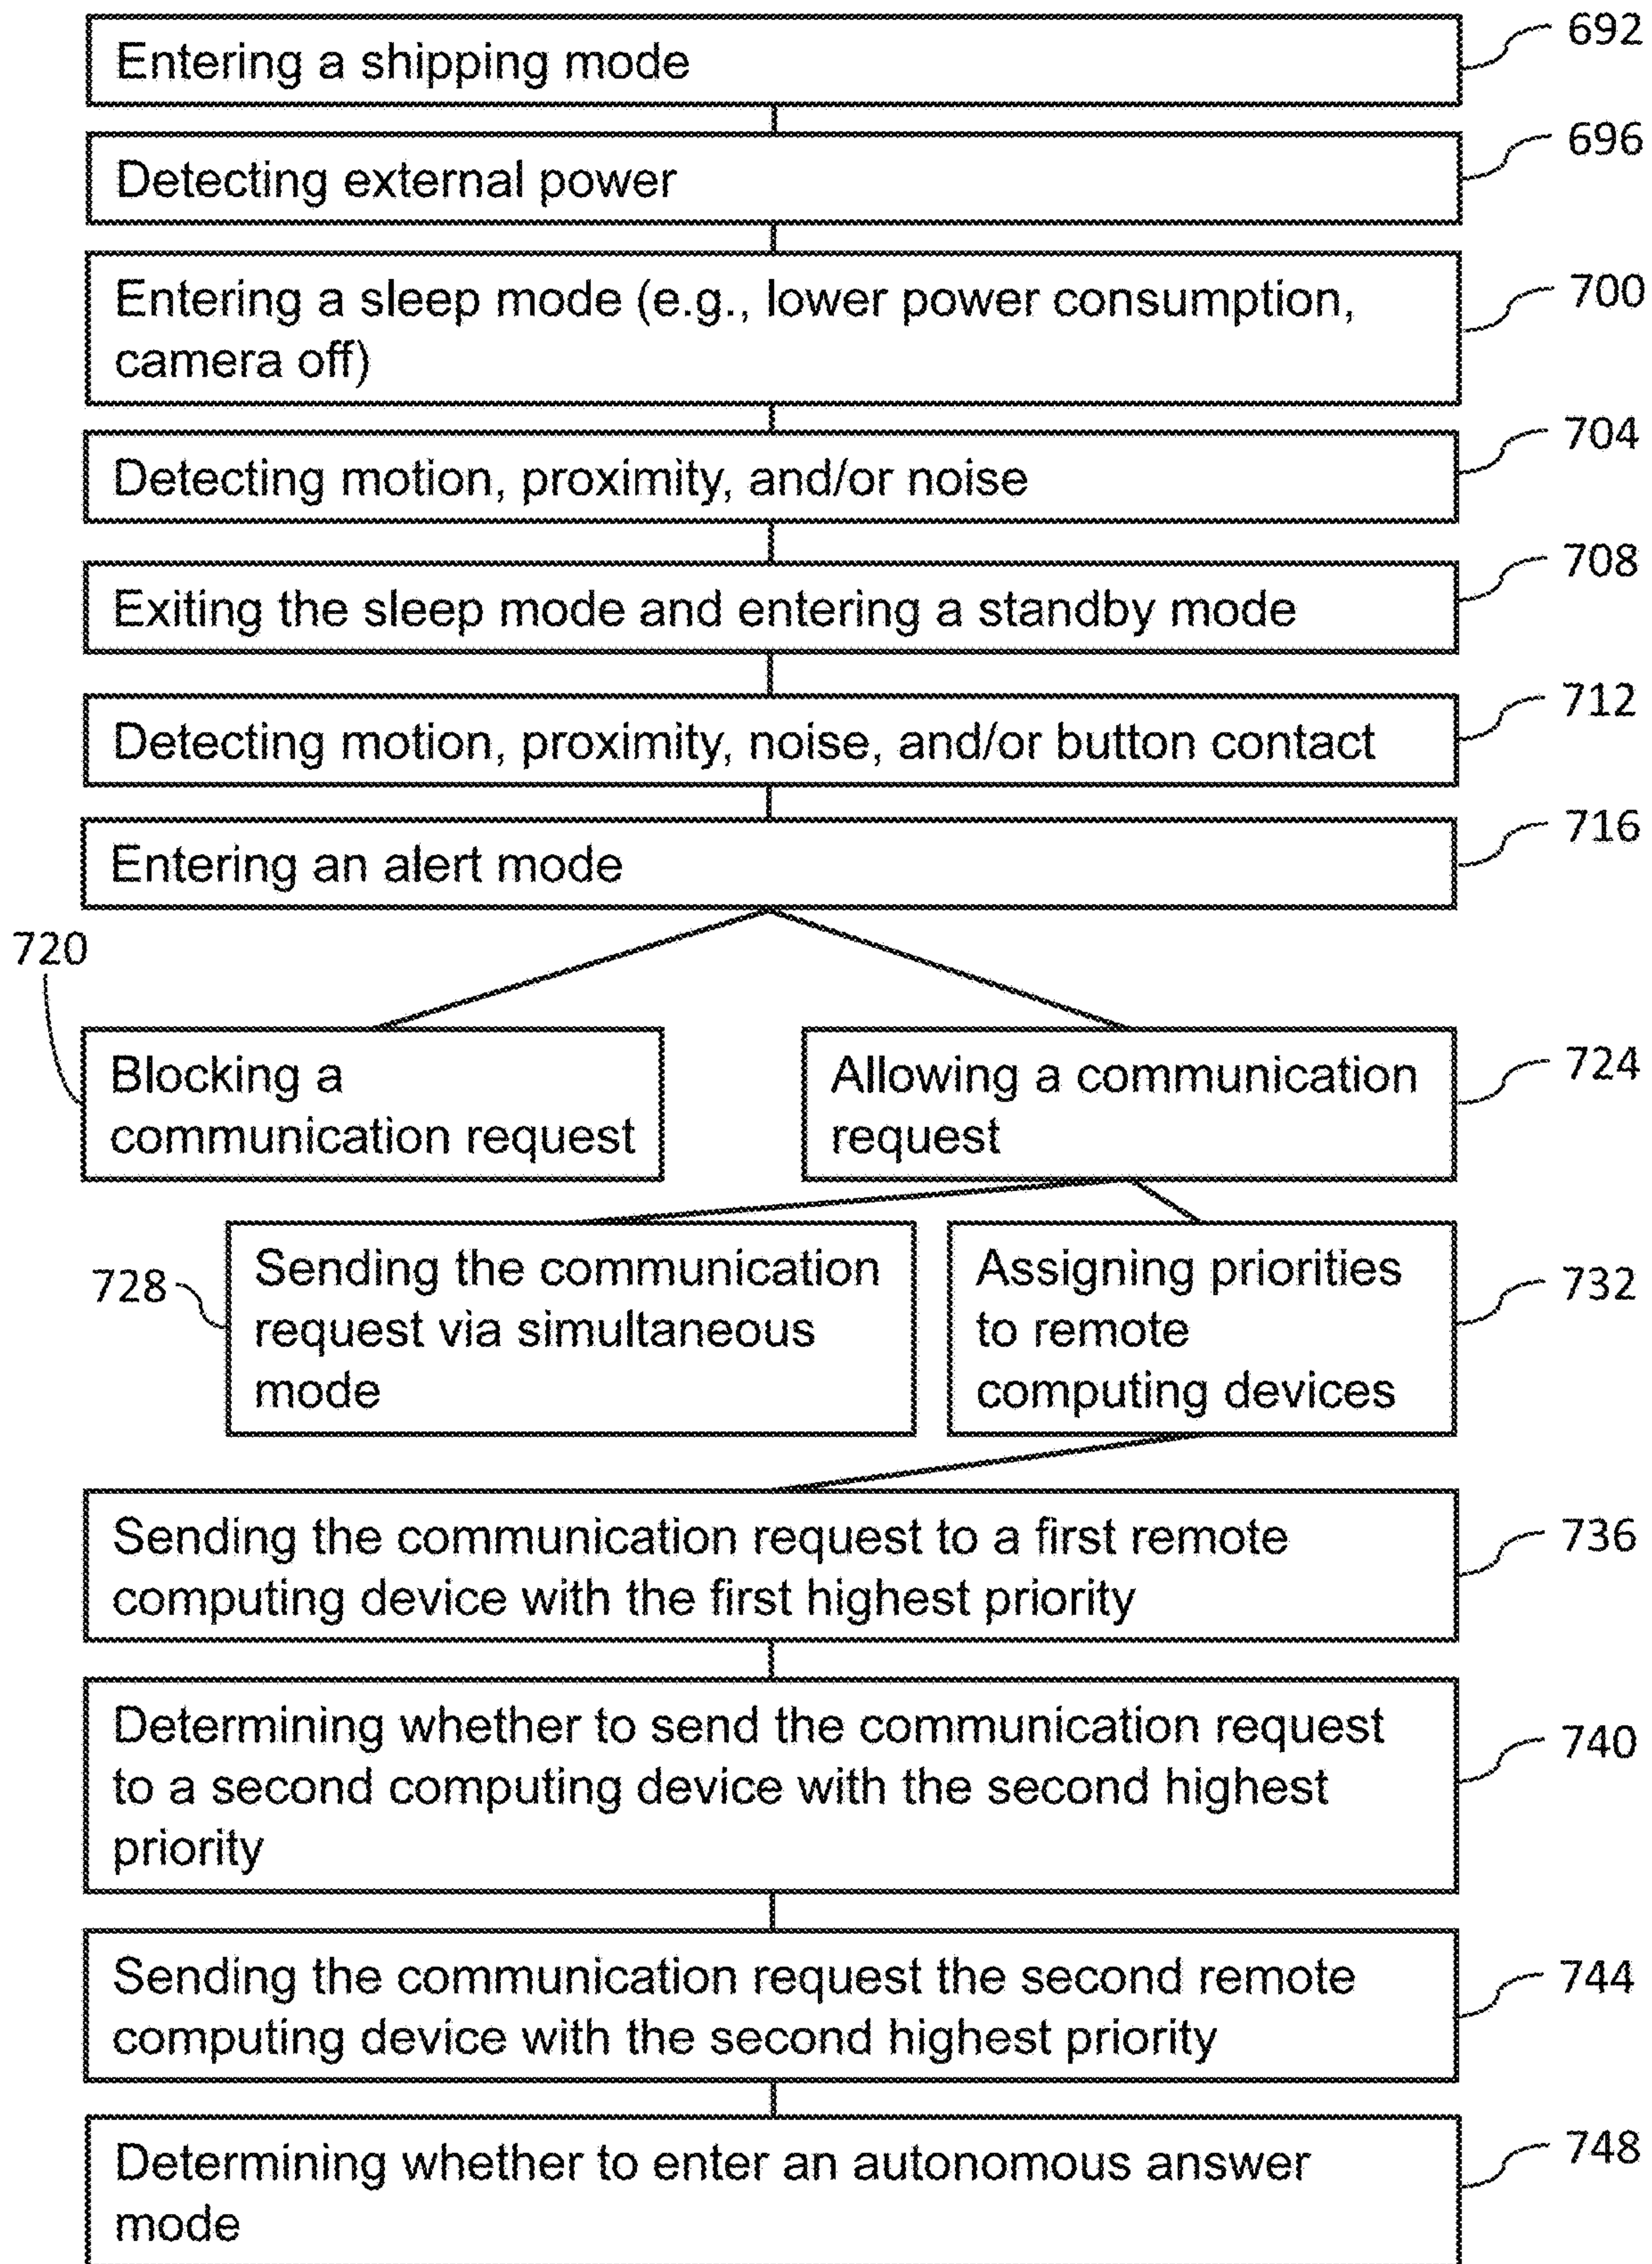 Entering a shipping mode
692
Detecting external power
696
Entering a sleep mode (e.g., lower power consumption,
camera off)
700
Detecting motion, proximity, and/or noise
704
Exiting the sleep mode and entering a standby mode
708
Detecting motion, proximity, noise, and/or button contact
712
Entering an alert mode
716
720
Blocking a
communication request
Allowing a communication
request
724
728
Sending the communication
request via simultaneous
mode
Assigning priorities
to remote
computing devices
732
Sending the communication request to a first remote
computing device with the first highest priority
736
Determining whether to send the communication request
to a second computing device with the second highest
priority
740
Sending the communication request the second remote
computing device with the second highest priority
744
Determining whether to enter an autonomous answer
mode
748